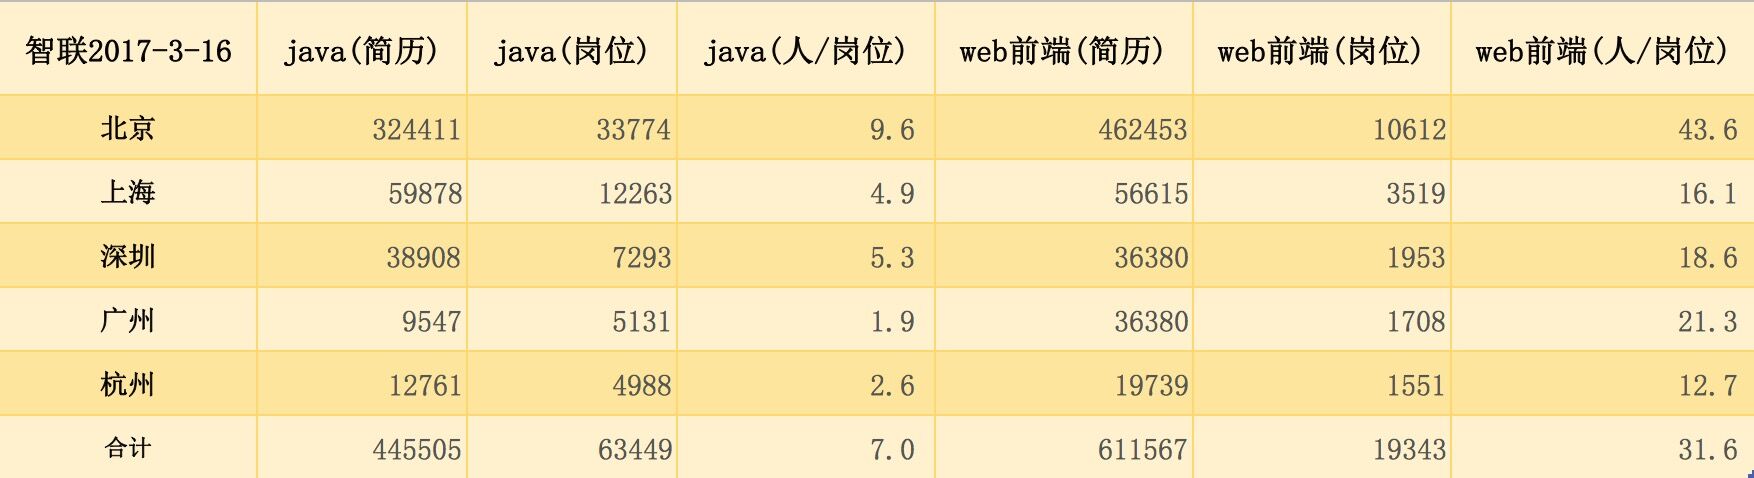 智联2017-3-16 java(简历) java(岗位) java(人/岗位) web前端(简历) web前端(岗位) web前端(人/岗位)
北京 324411 33774 9.6 462453 10612 43.6
上海 59878 12263 4.9 56615 3519 16.1
深圳 38908 7293 5.3 36380 1953 18.6
广州 9547 5131 1.9 36380 1708 21.3
杭州 12761 4988 2.6 19739 1551 12.7
合计 445505 63449 7.0 611567 19343 31.6